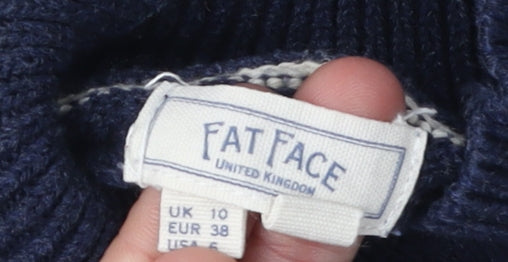 FAT FACE
UNITED KINGDOM
UK 10
EUR 38
USA 6